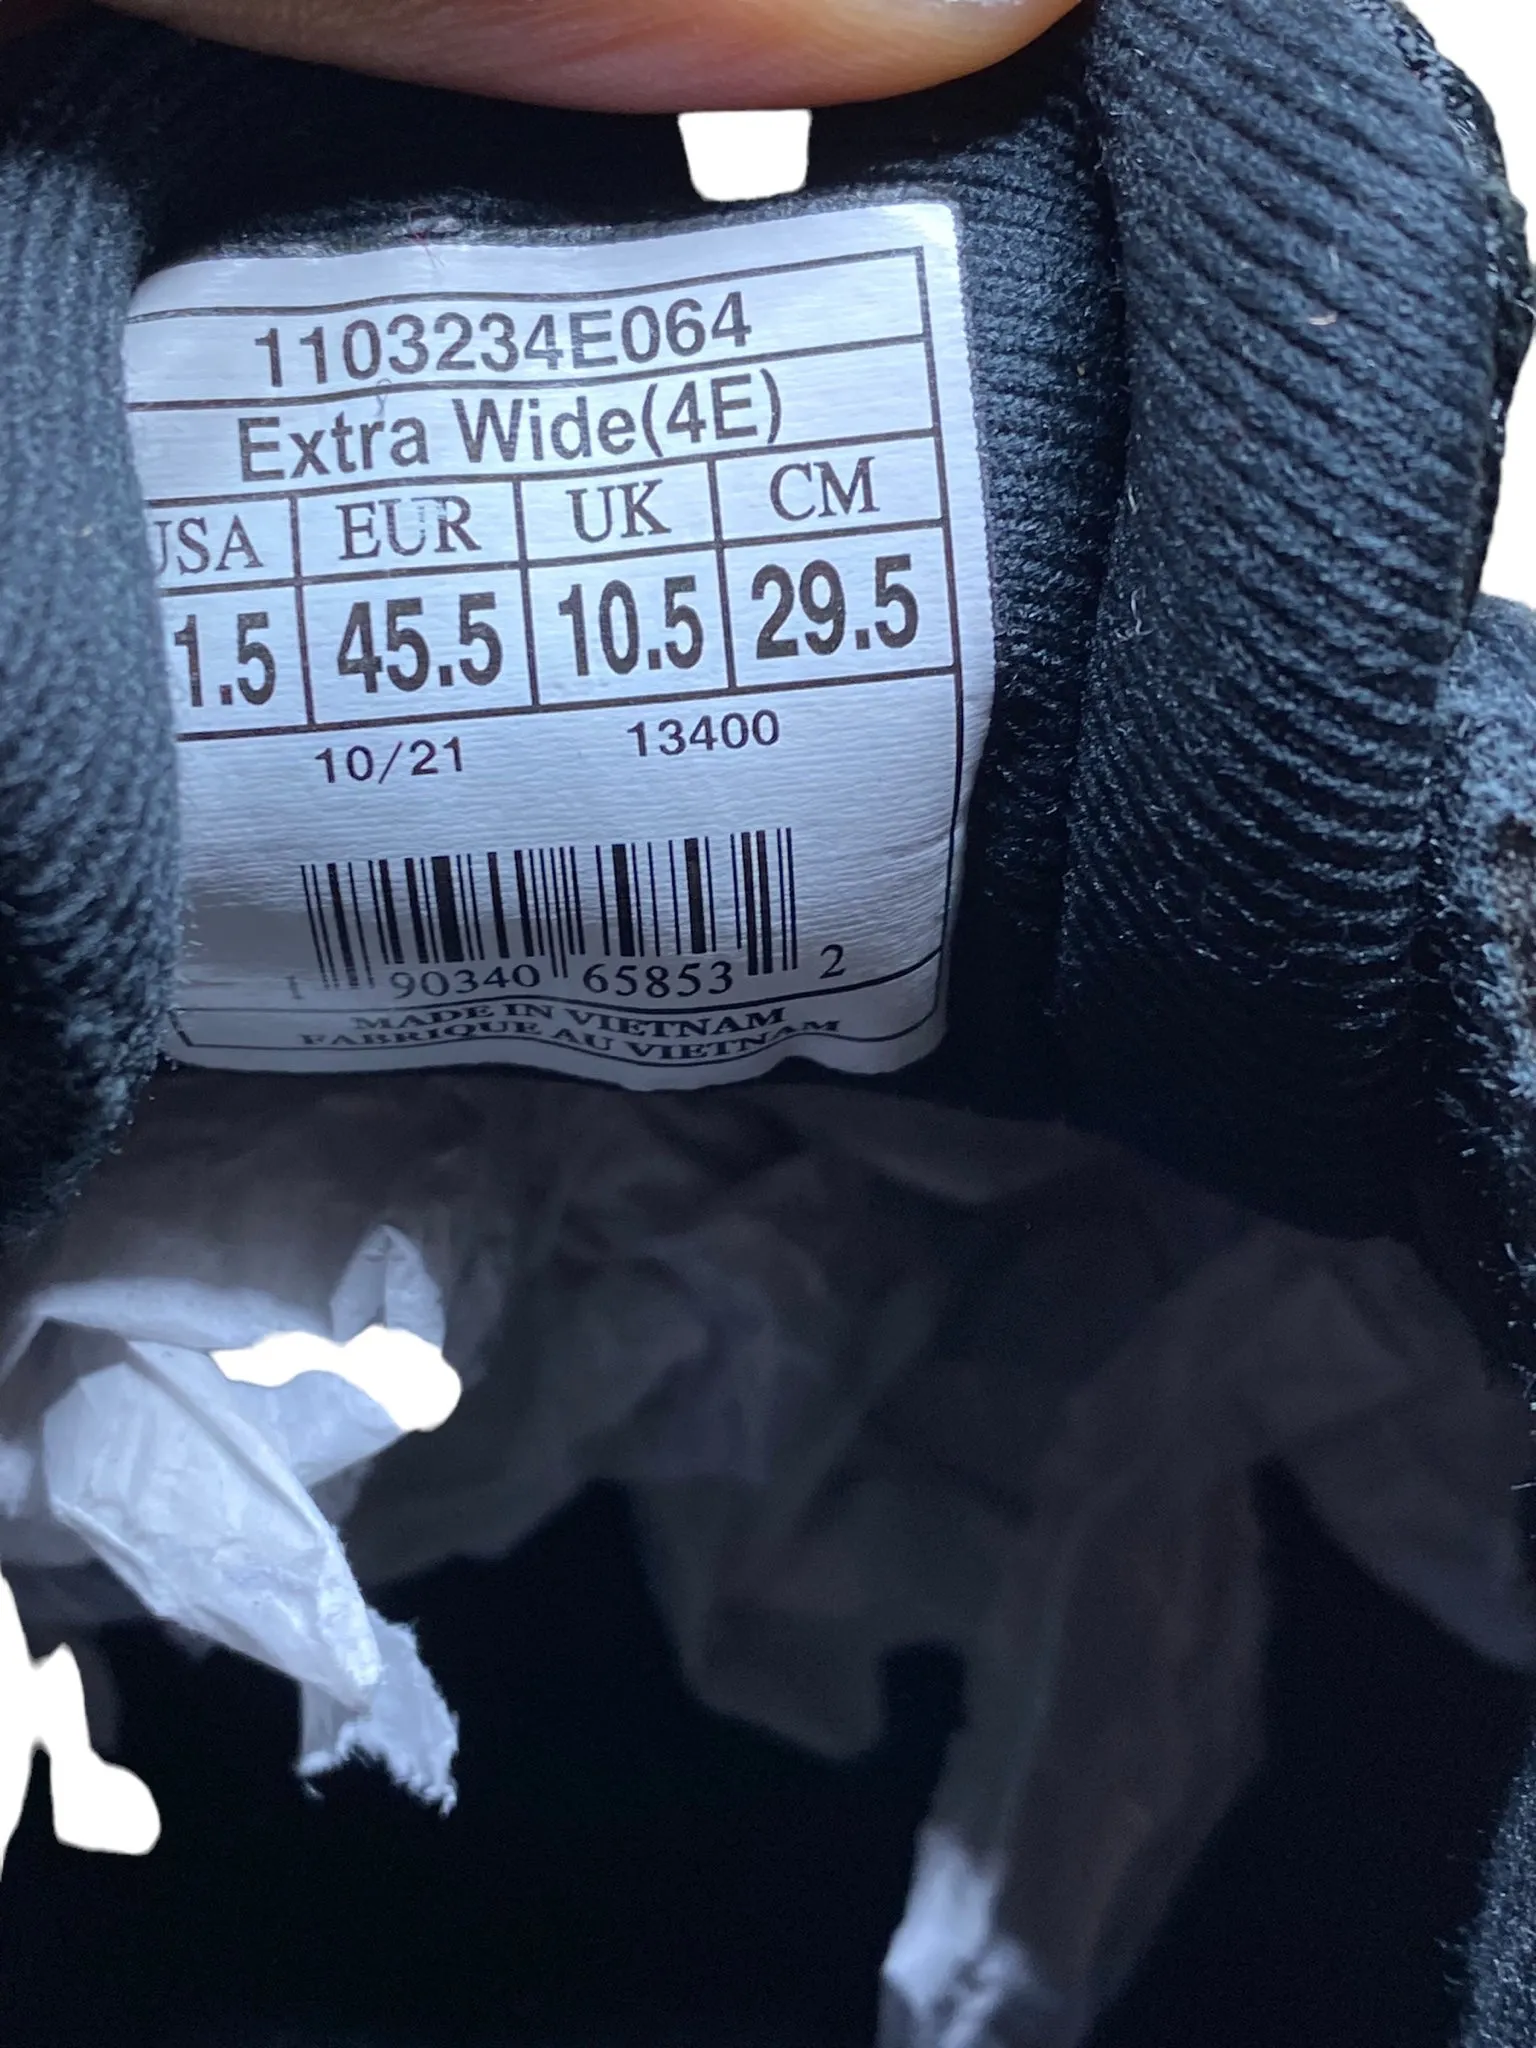 1103234E064
Extra Wide(4E)
USA EUR UK CM
1.5 45.5 10.5 29.5
10/21 13400
1 90340 65853 2
MADE IN VIETNAM
FABRIQUE AU VIETNAM